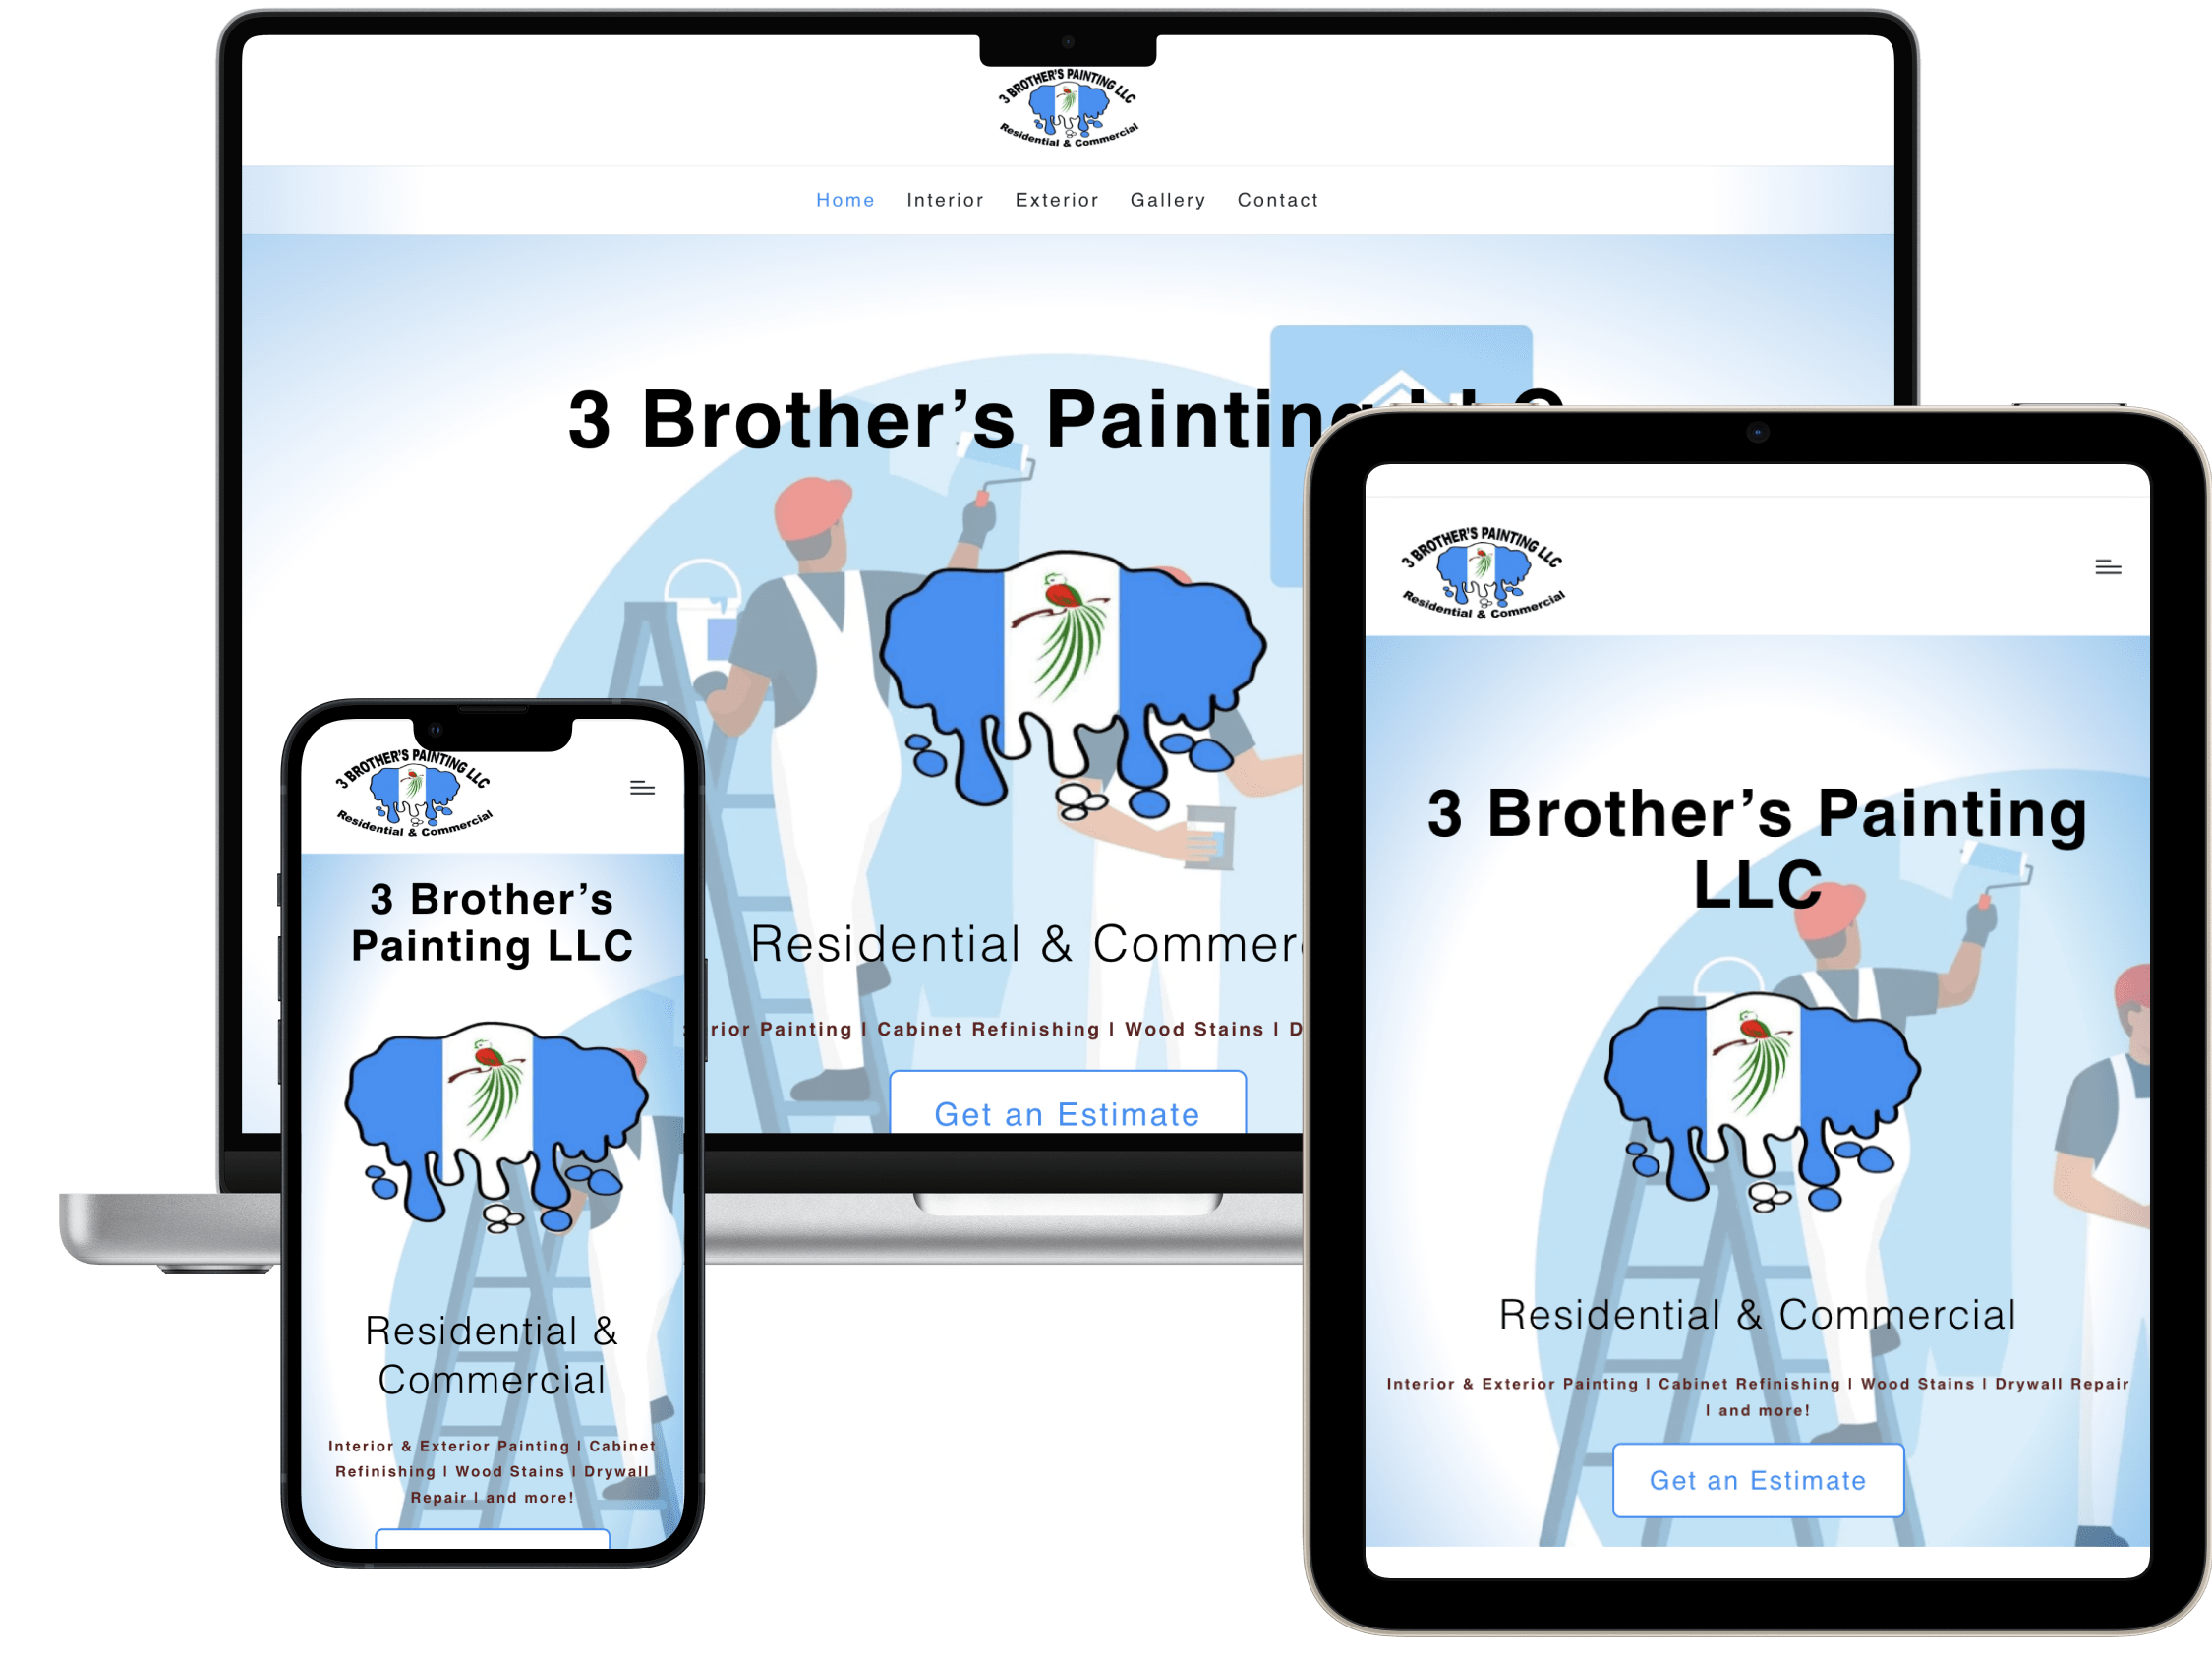 3 BROTHER'S PAINTING LLC
Residential & Commercial
Home Interior Exterior Gallery Contact
3 Brother’s Painting LLC
Residential & Commer
rior Painting | Cabinet Refinishing | Wood Stains | D
Get an Estimate
3 BROTHER'S PAINTING LLC
Residential & Commercial
3 Brother’s
Painting LLC
Residential &
Commercial
Interior & Exterior Painting | Cabinet
Refinishing | Wood Stains | Drywall
Repair | and more!
3 BROTHER'S PAINTING LLC
Residential & Commercial
3 Brother’s Painting
LLC
Residential & Commercial
Interior & Exterior Painting | Cabinet Refinishing | Wood Stains | Drywall Repair
| and more!
Get an Estimate